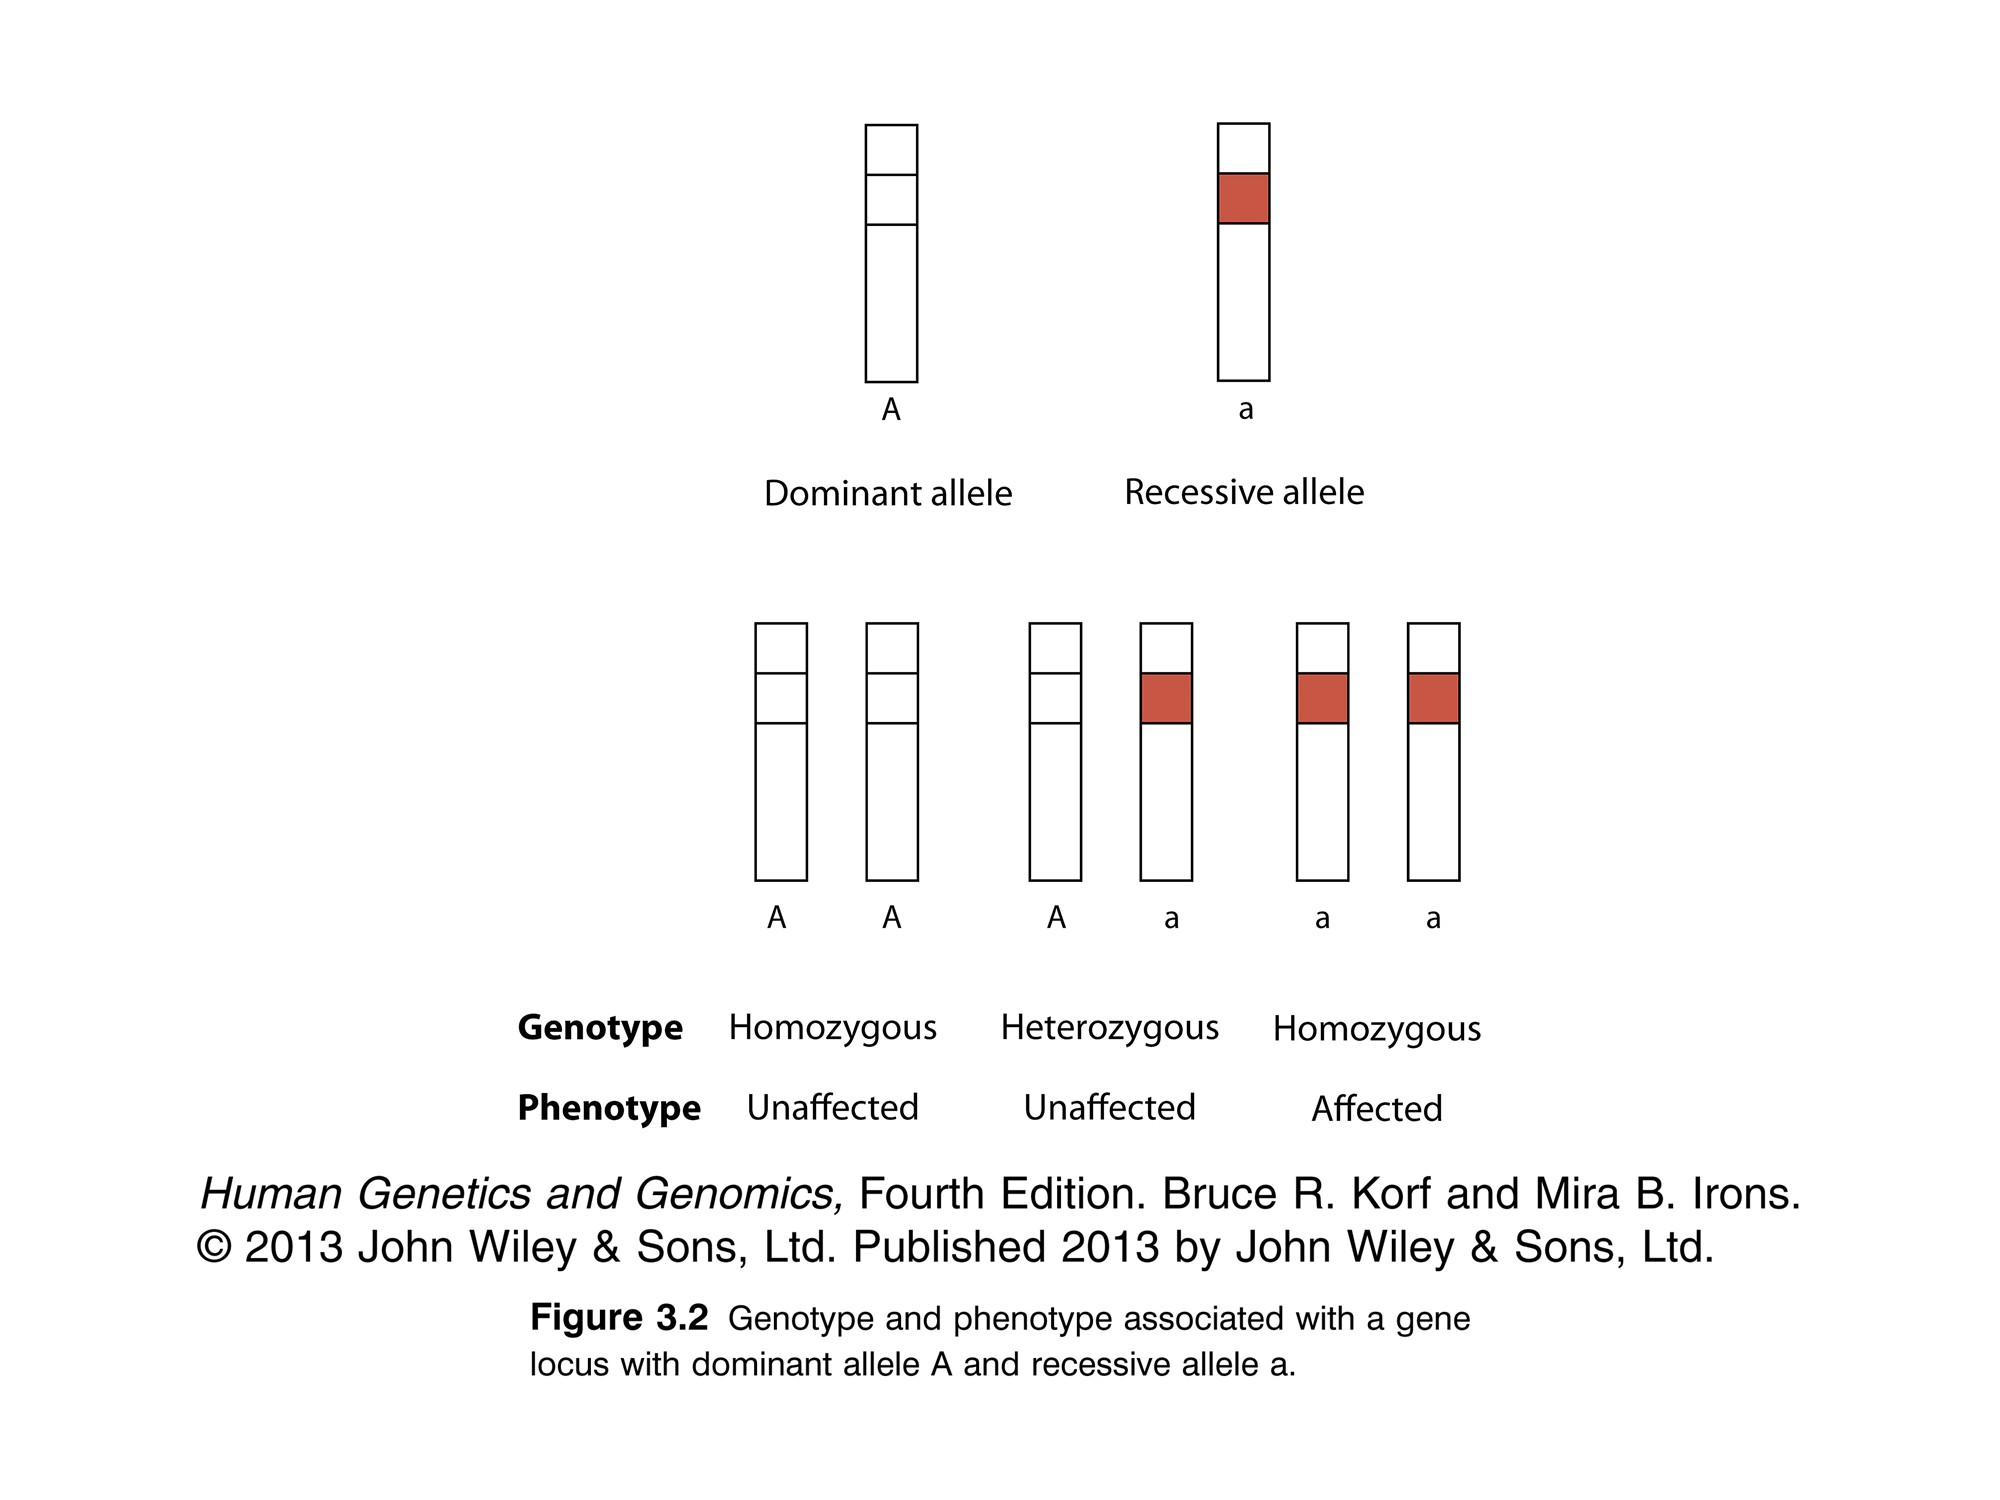 A a
Dominant allele Recessive allele
A A A a a a
Genotype Homozygous Heterozygous Homozygous
Phenotype Unaffected Unaffected Affected
Human Genetics and Genomics, Fourth Edition. Bruce R. Korf and Mira B. Irons.
© 2013 John Wiley & Sons, Ltd. Published 2013 by John Wiley & Sons, Ltd.
Figure 3.2 Genotype and phenotype associated with a gene
locus with dominant allele A and recessive allele a.